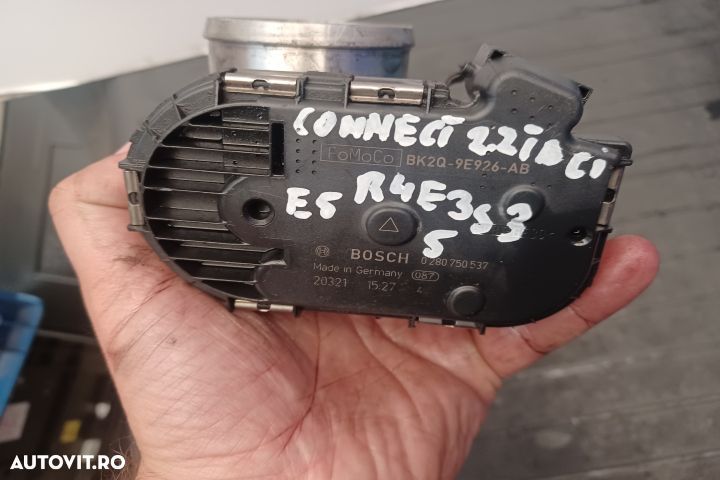 CONNECT 2.2TDCI
FoMoCo BK2Q-9E926-AB
E5 R4E3S3
5
BOSCH 0 280 750 537
Made in Germany 087
20321 15:27 4
AUTOVIT.RO